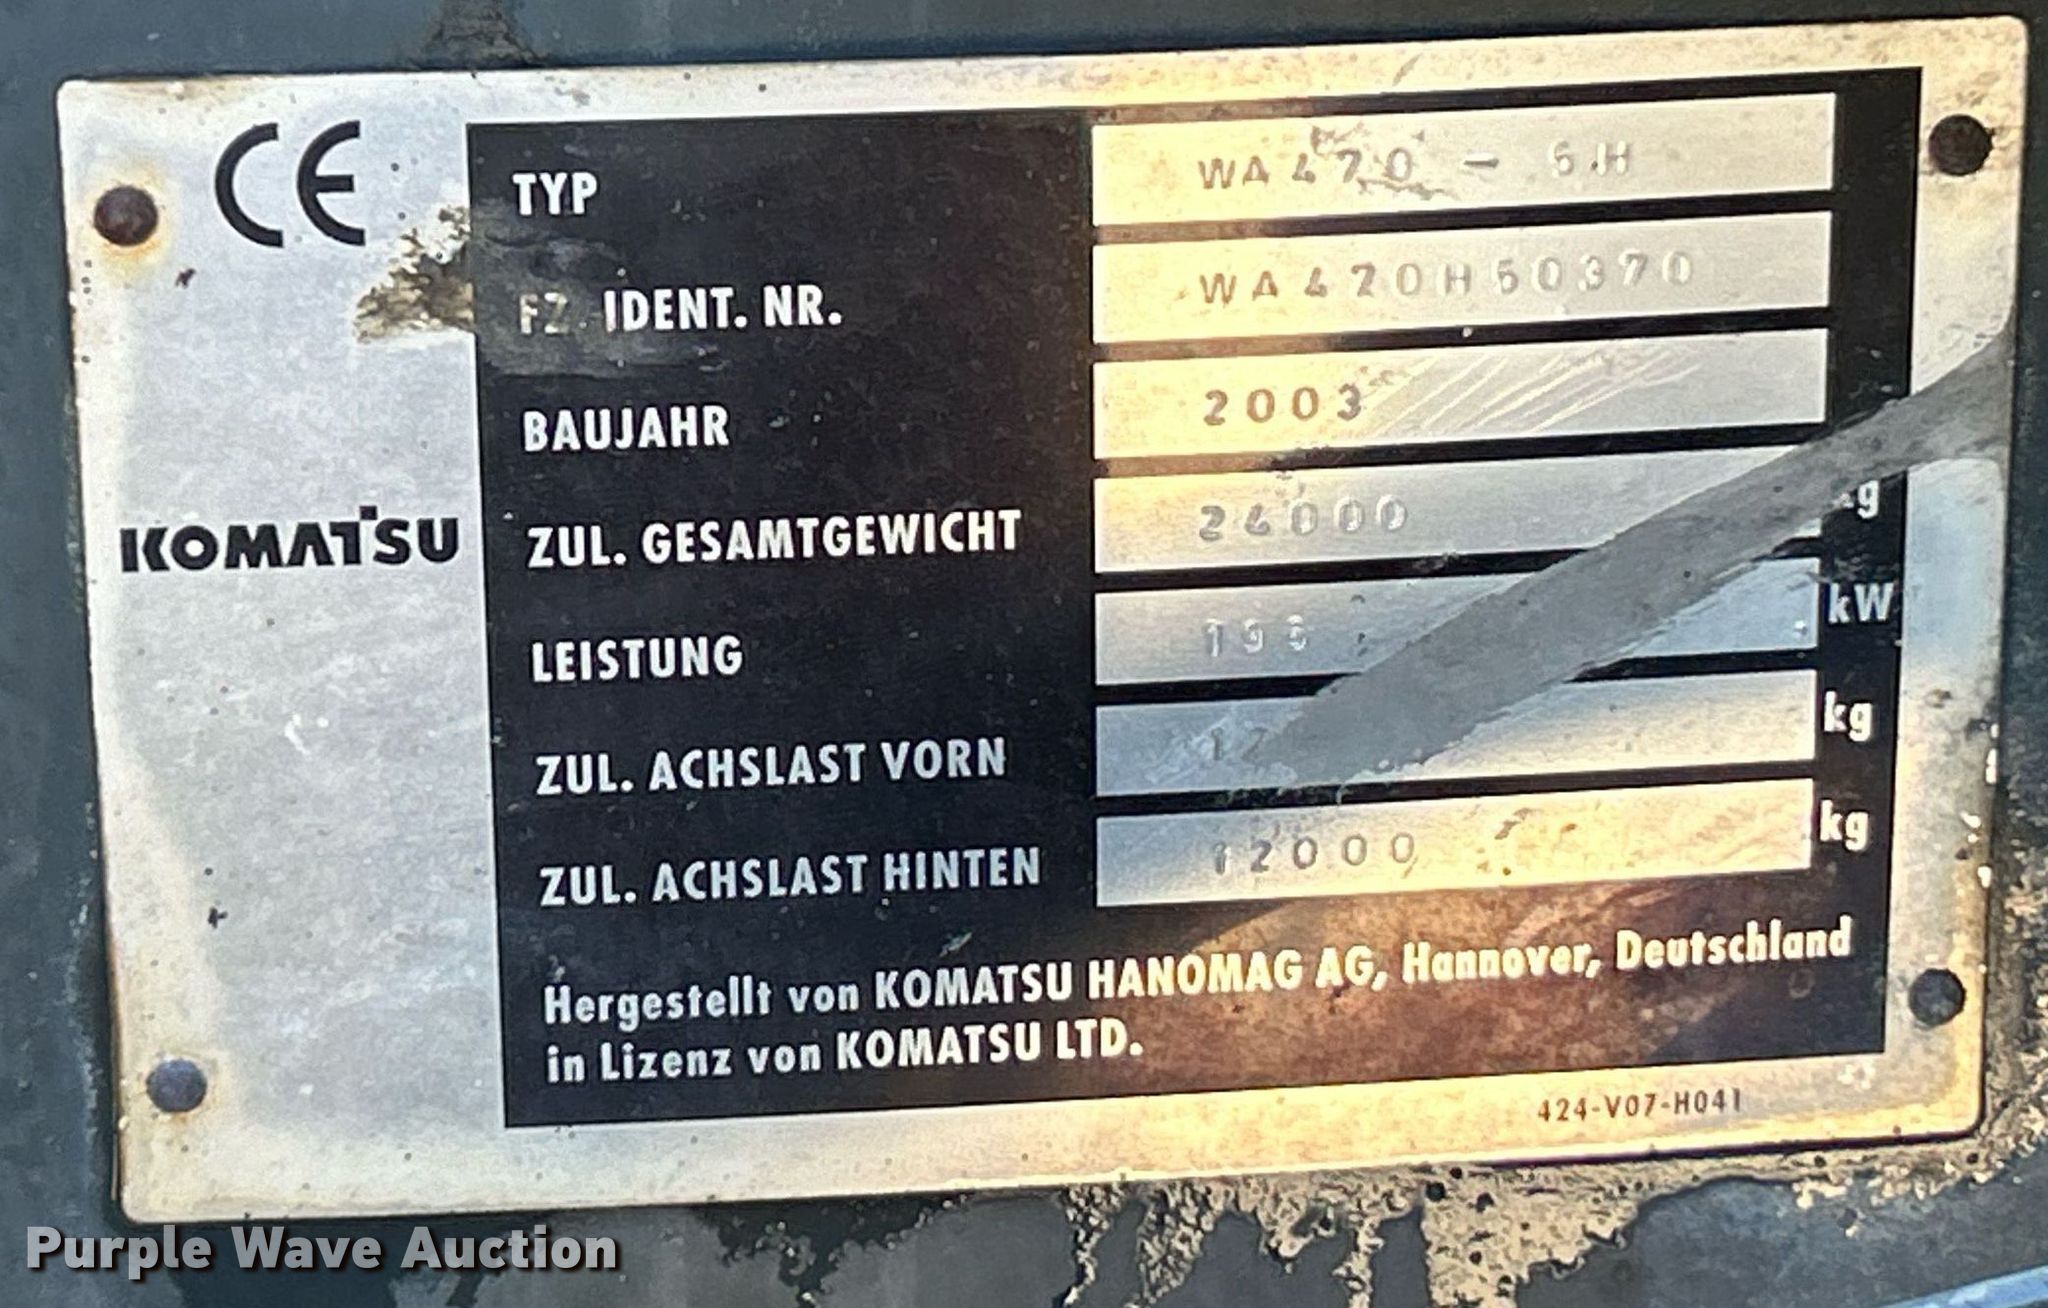 CE
TYP WA470 - 5H
FZ. IDENT. NR. WA470H50370
BAUJAHR 2003
ZUL. GESAMTGEWICHT 24000 kg
KOMATSU
LEISTUNG kW
ZUL. ACHSLAST VORN kg
ZUL. ACHSLAST HINTEN 12000 kg
Hergestellt von KOMATSU HANOMAG AG, Hannover, Deutschland
in Lizenz von KOMATSU LTD.
424-V07-H041
Purple Wave Auction